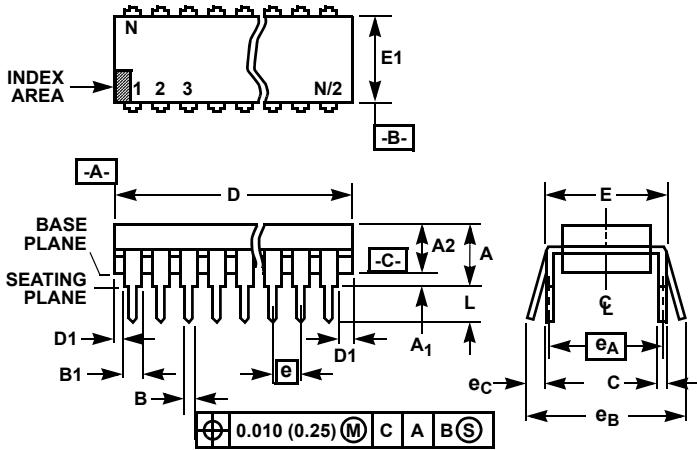 N
INDEX
AREA
1 2 3 N/2
E1
-B-
-A-
D
E
BASE
PLANE
SEATING
PLANE
A2
A
-C-
L
D1
B1
B
e
D1
A1
℄
eA
eC
C
eB
⌖ 0.010 (0.25) Ⓜ C A B Ⓢ